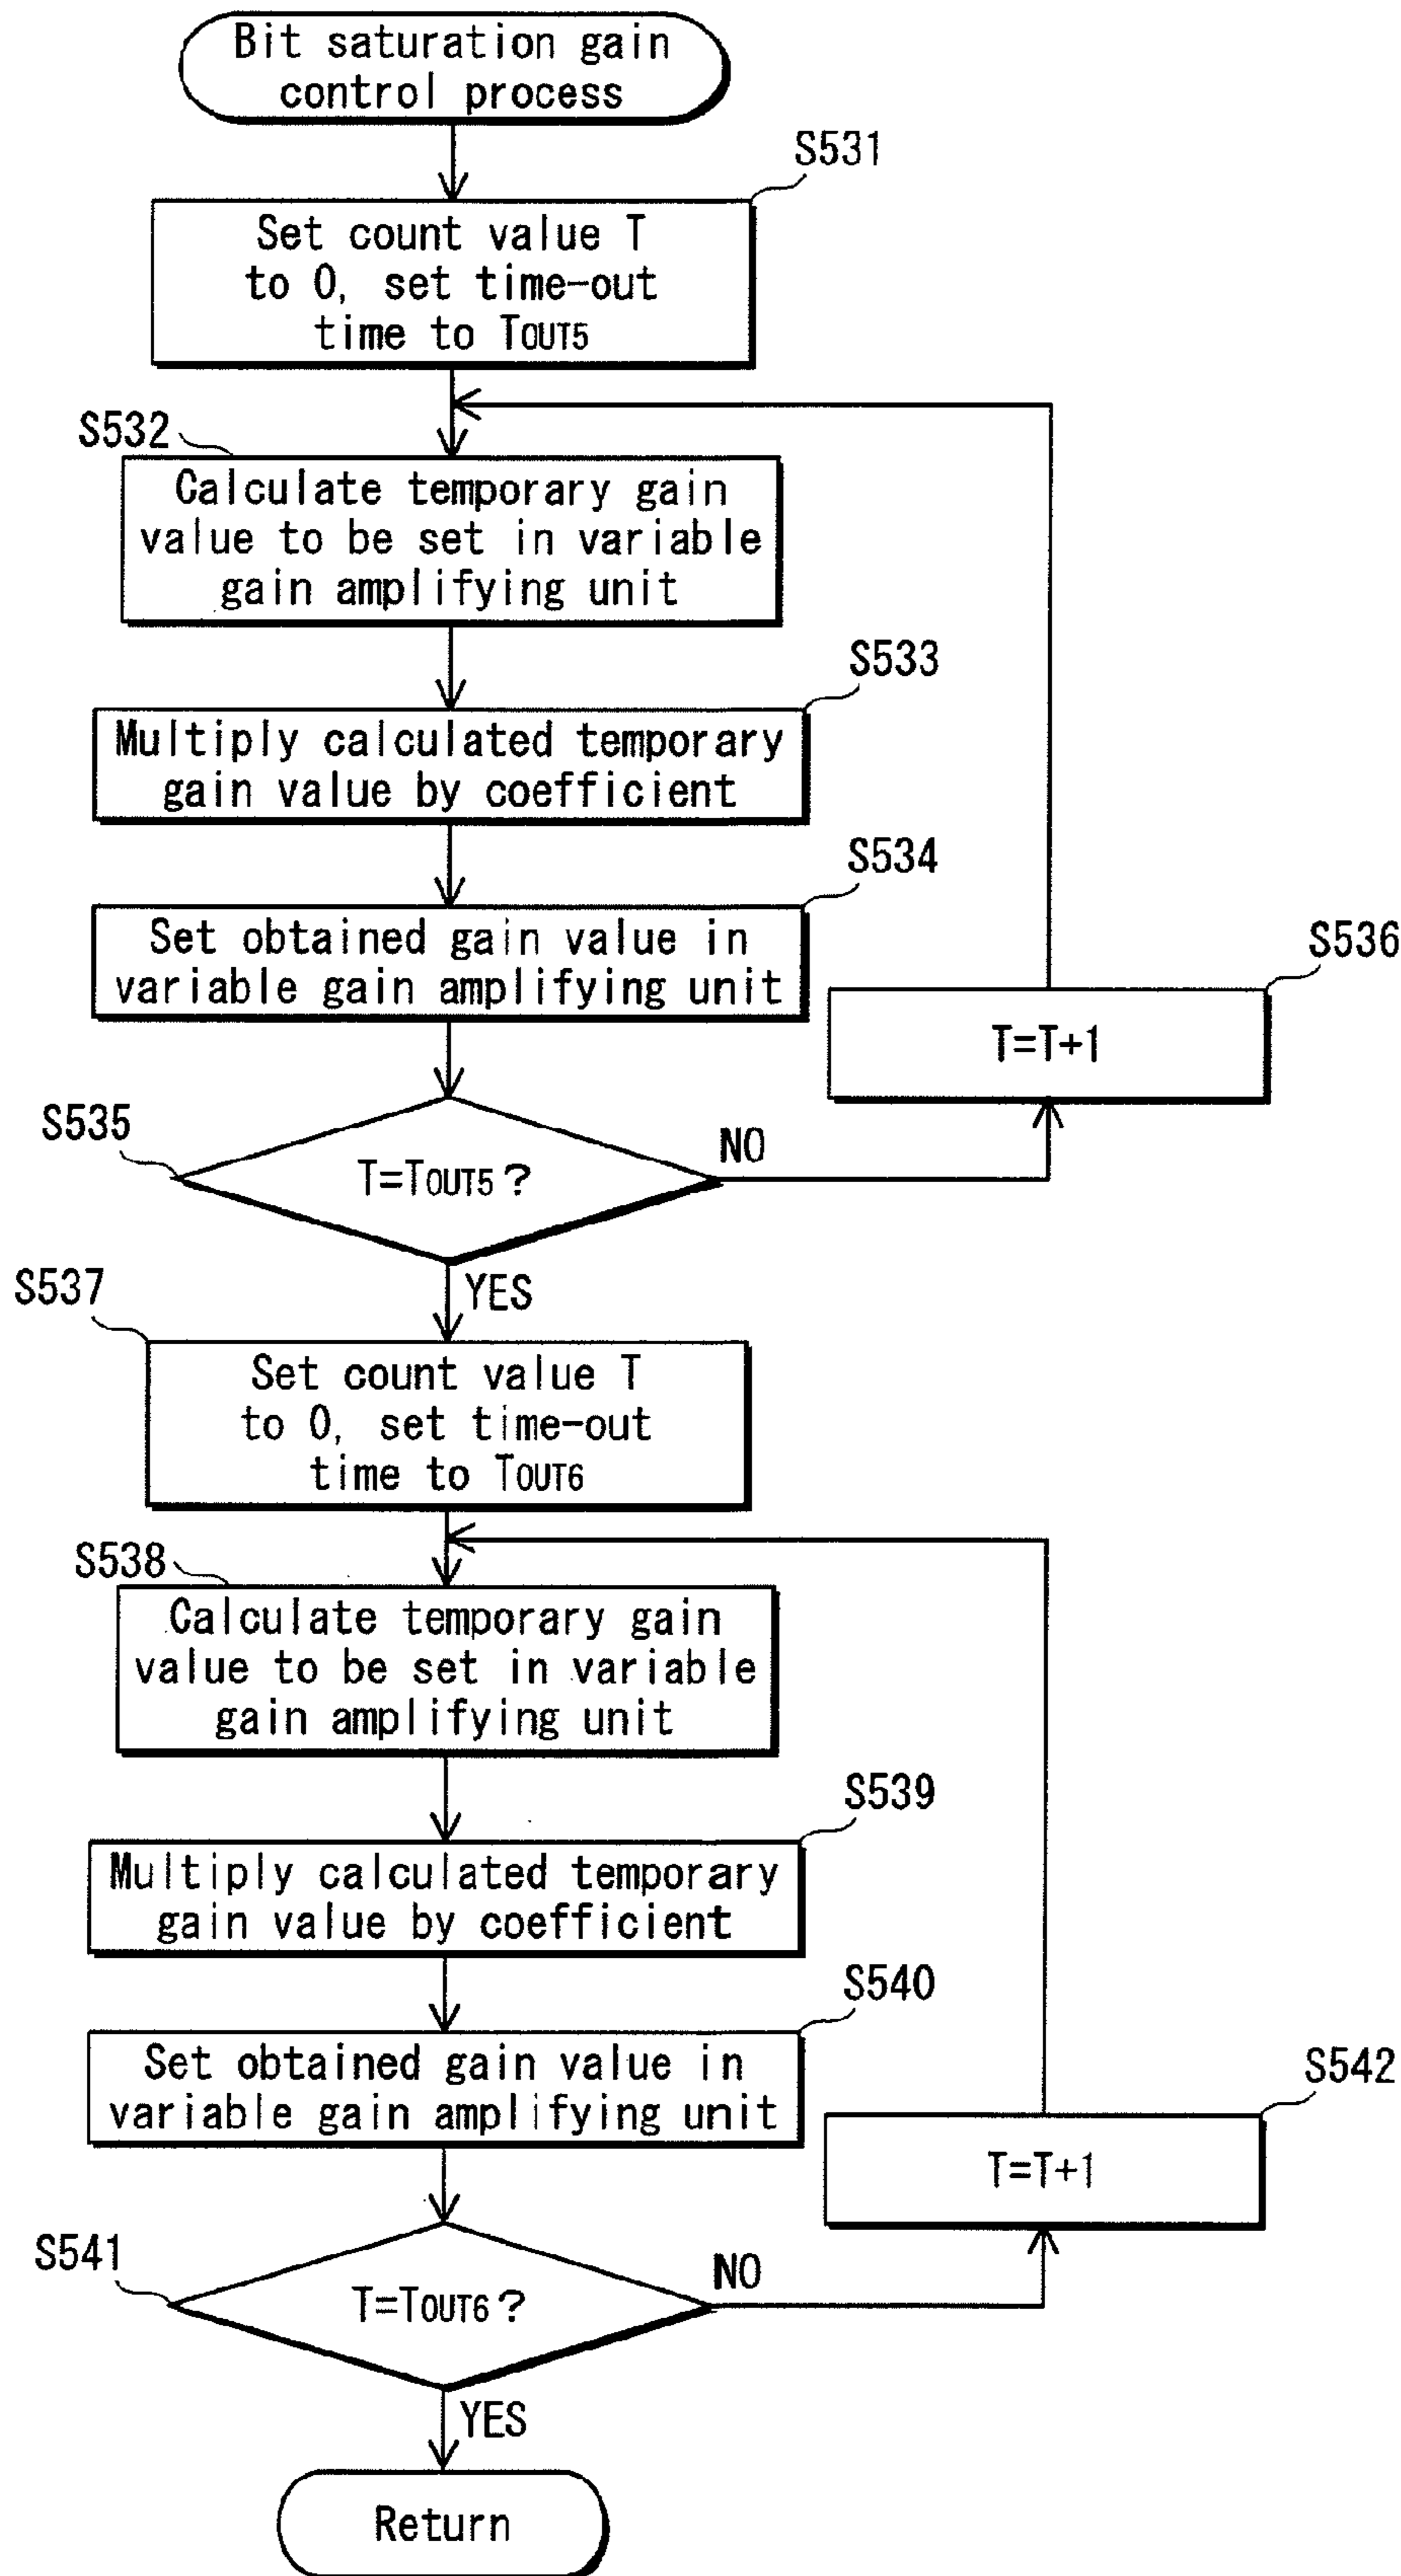 Bit saturation gain
control process
S531
Set count value T
to 0, set time-out
time to TOUT5
S532
Calculate temporary gain
value to be set in variable
gain amplifying unit
S533
Multiply calculated temporary
gain value by coefficient
S534
Set obtained gain value in
variable gain amplifying unit
S536
T=T+1
S535
T=TOUT5?
NO
YES
S537
Set count value T
to 0, set time-out
time to TOUT6
S538
Calculate temporary gain
value to be set in variable
gain amplifying unit
S539
Multiply calculated temporary
gain value by coefficient
S540
Set obtained gain value in
variable gain amplifying unit
S542
T=T+1
S541
T=TOUT6?
NO
YES
Return